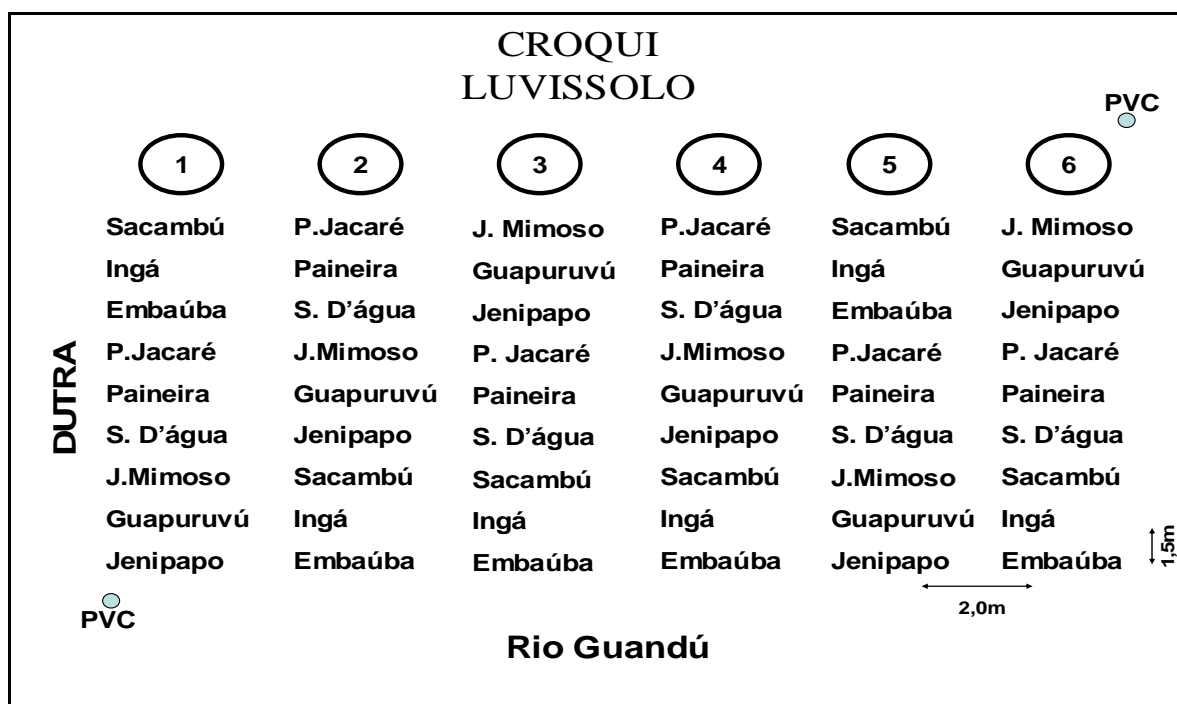 CROQUI
LUVISSOLO
PVC
1 2 3 4 5 6
Sacambú P.Jacaré J. Mimoso P.Jacaré Sacambú J. Mimoso
Ingá Paineira Guapuruvú Paineira Ingá Guapuruvú
Embaúba S. D’água Jenipapo S. D’água Embaúba Jenipapo
P.Jacaré J.Mimoso P. Jacaré J.Mimoso P.Jacaré P. Jacaré
Paineira Guapuruvú Paineira Guapuruvú Paineira Paineira
S. D’água Jenipapo S. D’água Jenipapo S. D’água S. D’água
J.Mimoso Sacambú Sacambú Sacambú J.Mimoso Sacambú
Guapuruvú Ingá Ingá Ingá Guapuruvú Ingá
Jenipapo Embaúba Embaúba Embaúba Jenipapo Embaúba
DUTRA
1,5m
2,0m
PVC
Rio Guandú